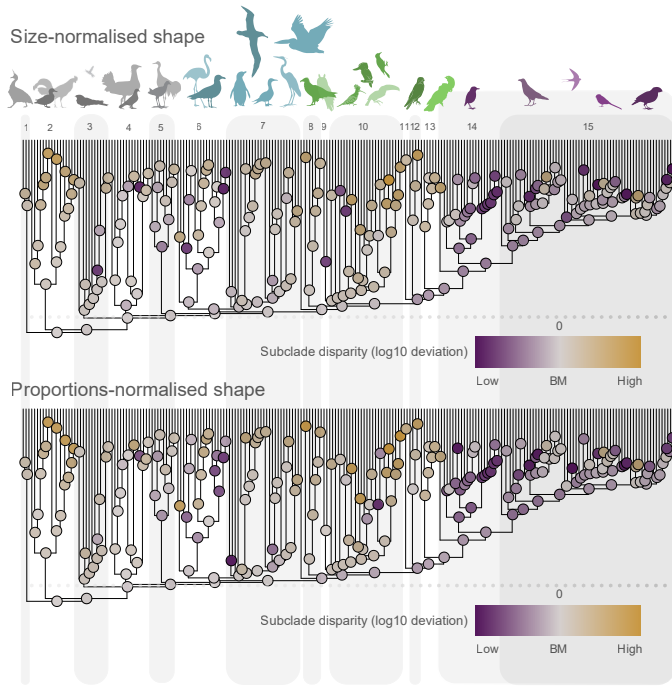 Size-normalised shape
1 2 3 4 5 6 7 8 9 10 11 12 13 14 15
0
Subclade disparity (log10 deviation)
Low BM High
Proportions-normalised shape
0
Subclade disparity (log10 deviation)
Low BM High